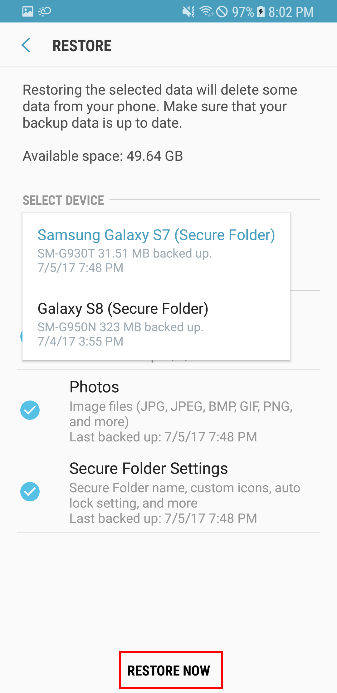 97% 8:02 PM
RESTORE
Restoring the selected data will delete some
data from your phone. Make sure that your
backup data is up to date.
Available space: 49.64 GB
SELECT DEVICE
Samsung Galaxy S7 (Secure Folder)
SM-G930T 31.51 MB backed up.
7/5/17 7:48 PM
Galaxy S8 (Secure Folder)
SM-G950N 323 MB backed up.
7/4/17 3:55 PM
Photos
Image files (JPG, JPEG, BMP, GIF, PNG,
and more)
Last backed up: 7/5/17 7:48 PM
Secure Folder Settings
Secure Folder name, custom icons, auto
lock setting, and more
Last backed up: 7/5/17 7:48 PM
RESTORE NOW